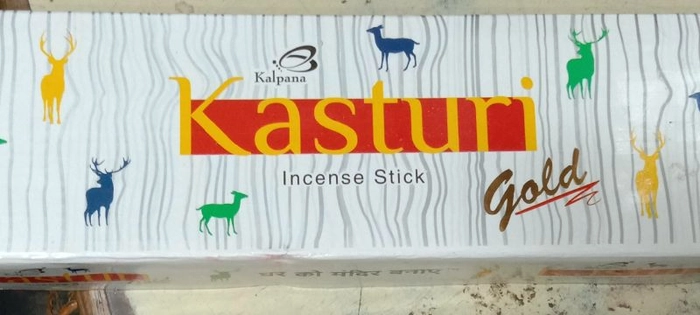 Kalpana
Kasturi
Incense Stick
Gold
घर को मंदिर बनाए